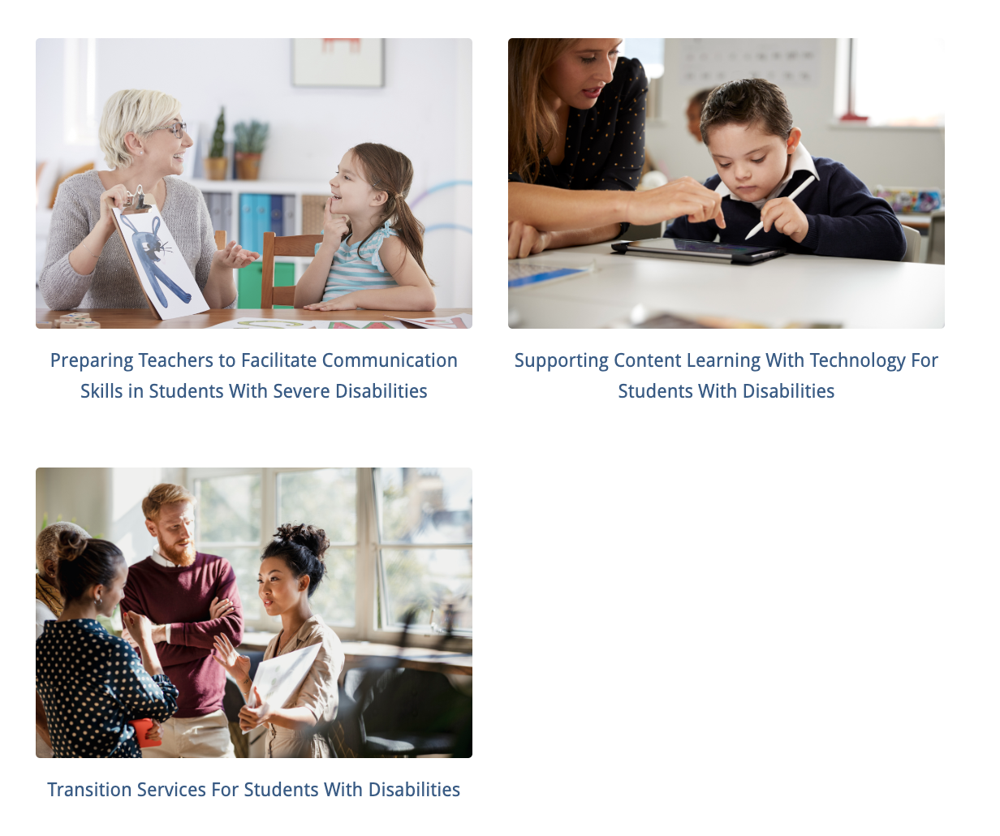 Preparing Teachers to Facilitate Communication
Skills in Students With Severe Disabilities
Supporting Content Learning With Technology For
Students With Disabilities
Transition Services For Students With Disabilities